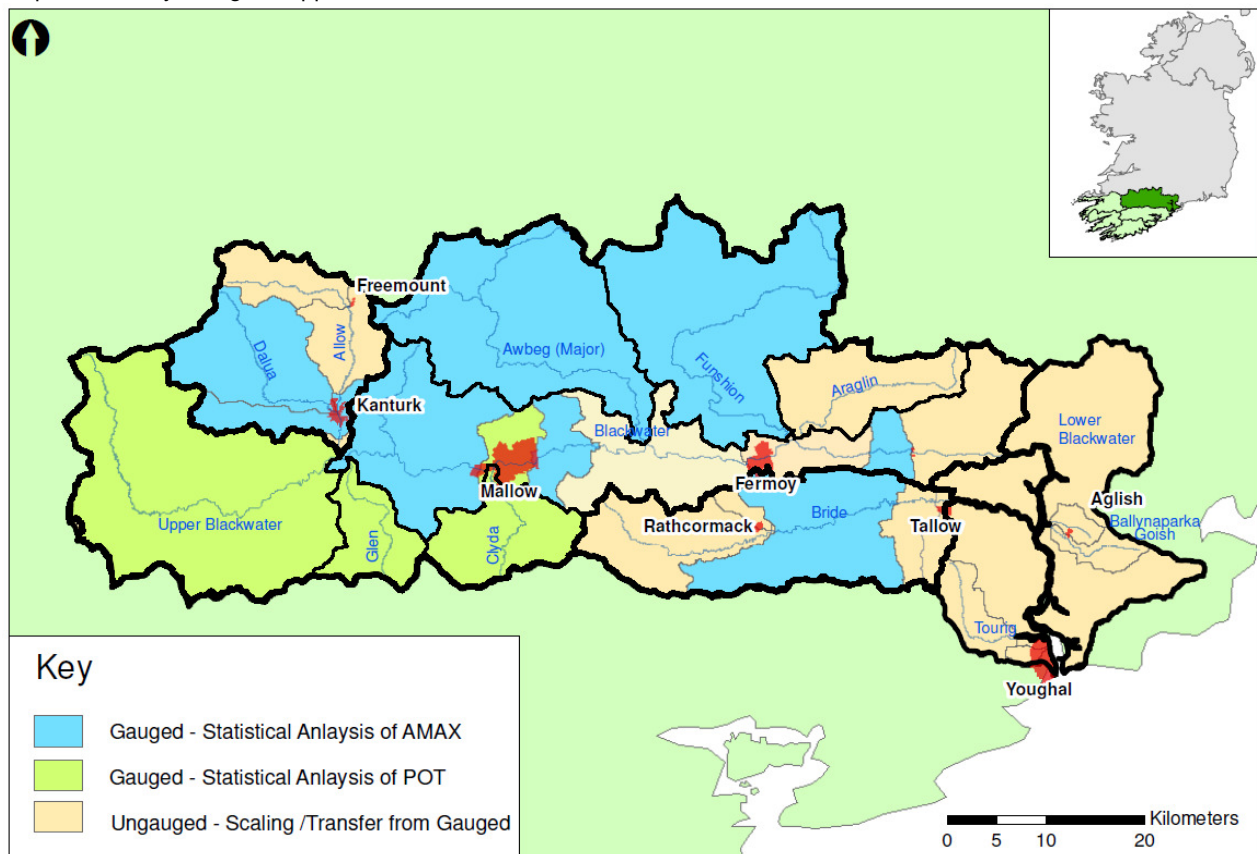 Freemount
Dalua
Allow
Awbeg (Major)
Funshion
Araglin
Kanturk
Blackwater
Lower
Blackwater
Mallow
Fermoy
Aglish
Upper Blackwater
Glen
Clyda
Rathcormack
Bride
Tallow
Ballynaparka
Goish
Tourig
Youghal
Key
Gauged - Statistical Anlaysis of AMAX
Gauged - Statistical Anlaysis of POT
Ungauged - Scaling /Transfer from Gauged
Kilometers
0 5 10 20